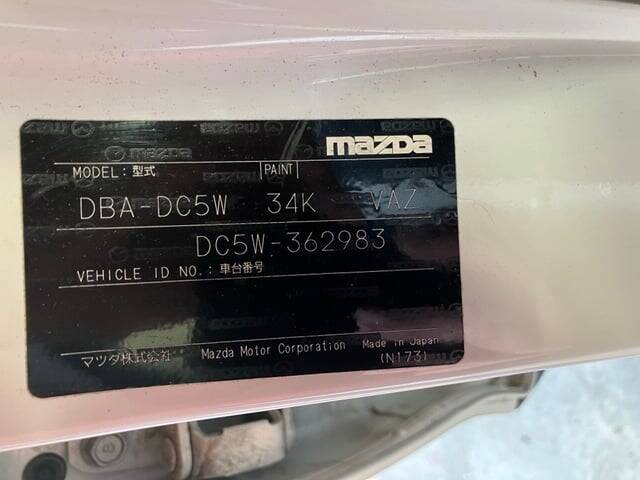 mazda
MODEL:型式 PAINT
DBA-DC5W 34K VAZ
DC5W-362983
VEHICLE ID NO.:車台番号
マツダ株式会社 Mazda Motor Corporation Made in Japan
(N173)